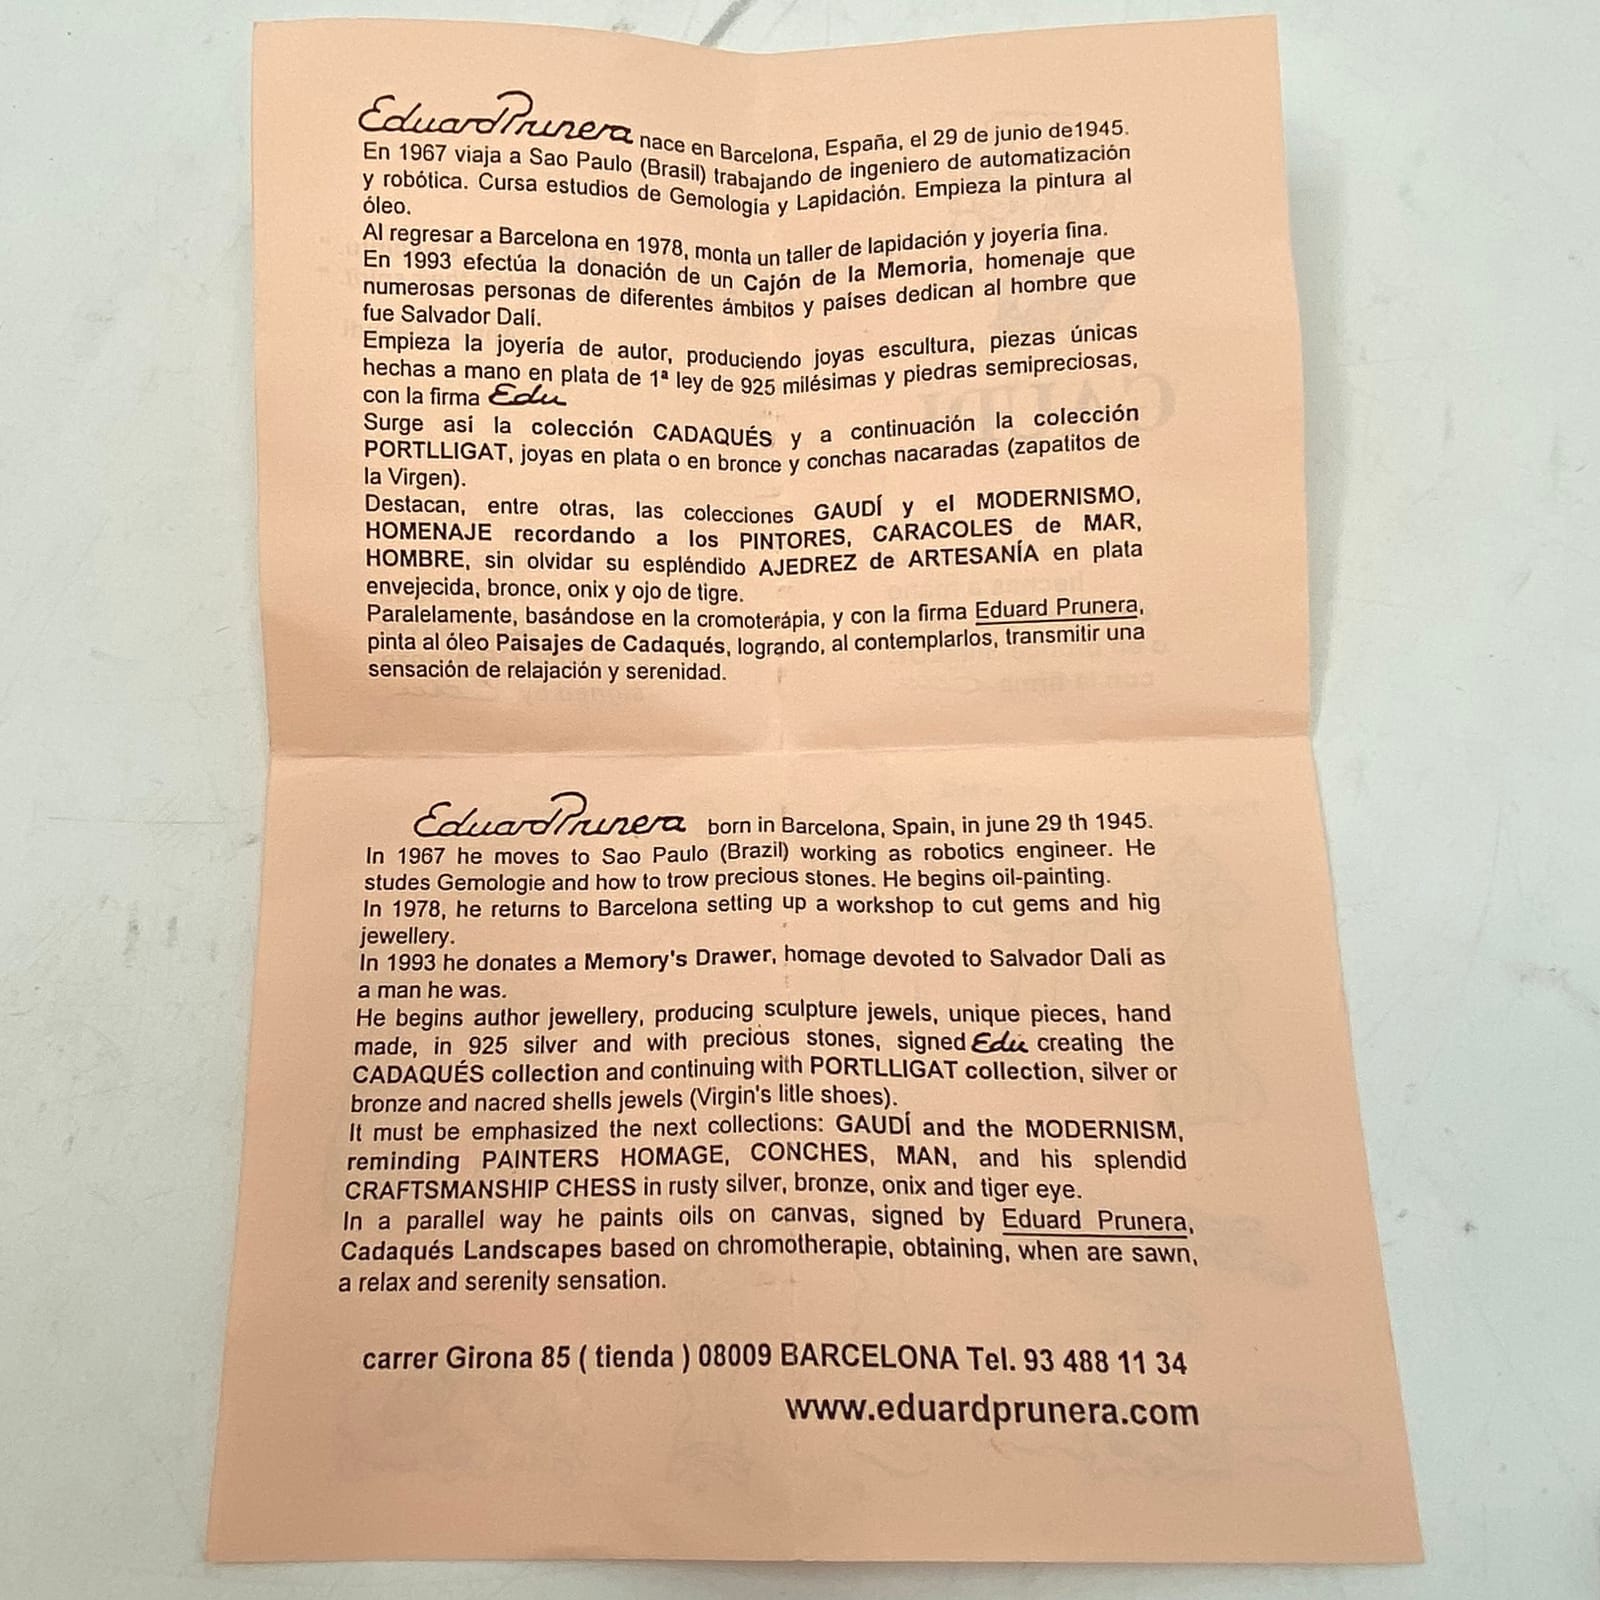 Eduard Prunera nace en Barcelona, España, el 29 de junio de1945.
En 1967 viaja a Sao Paulo (Brasil) trabajando de ingeniero de automatización
y robótica. Cursa estudios de Gemología y Lapidación. Empieza la pintura al
óleo.
Al regresar a Barcelona en 1978, monta un taller de lapidación y joyería fina.
En 1993 efectúa la donación de un Cajón de la Memoria, homenaje que
numerosas personas de diferentes ámbitos y países dedican al hombre que
fue Salvador Dalí.
Empieza la joyería de autor, produciendo joyas escultura, piezas únicas
hechas a mano en plata de 1ª ley de 925 milésimas y piedras semipreciosas,
con la firma Edu
Surge así la colección CADAQUÉS y a continuación la colección
PORTLLIGAT, joyas en plata o en bronce y conchas nacaradas (zapatitos de
la Virgen).
Destacan, entre otras, las colecciones GAUDÍ y el MODERNISMO,
HOMENAJE recordando a los PINTORES, CARACOLES de MAR,
HOMBRE, sin olvidar su espléndido AJEDREZ de ARTESANÍA en plata
envejecida, bronce, onix y ojo de tigre.
Paralelamente, basándose en la cromoterápia, y con la firma Eduard Prunera,
pinta al óleo Paisajes de Cadaqués, logrando, al contemplarlos, transmitir una
sensación de relajación y serenidad.
Eduard Prunera born in Barcelona, Spain, in june 29 th 1945.
In 1967 he moves to Sao Paulo (Brazil) working as robotics engineer. He
studes Gemologie and how to trow precious stones. He begins oil-painting.
In 1978, he returns to Barcelona setting up a workshop to cut gems and hig
jewellery.
In 1993 he donates a Memory's Drawer, homage devoted to Salvador Dalí as
a man he was.
He begins author jewellery, producing sculpture jewels, unique pieces, hand
made, in 925 silver and with precious stones, signed Edu creating the
CADAQUÉS collection and continuing with PORTLLIGAT collection, silver or
bronze and nacred shells jewels (Virgin's litle shoes).
It must be emphasized the next collections: GAUDÍ and the MODERNISM,
reminding PAINTERS HOMAGE, CONCHES, MAN, and his splendid
CRAFTSMANSHIP CHESS in rusty silver, bronze, onix and tiger eye.
In a parallel way he paints oils on canvas, signed by Eduard Prunera,
Cadaqués Landscapes based on chromotherapie, obtaining, when are sawn,
a relax and serenity sensation.
carrer Girona 85 ( tienda ) 08009 BARCELONA Tel. 93 488 11 34
www.eduardprunera.com